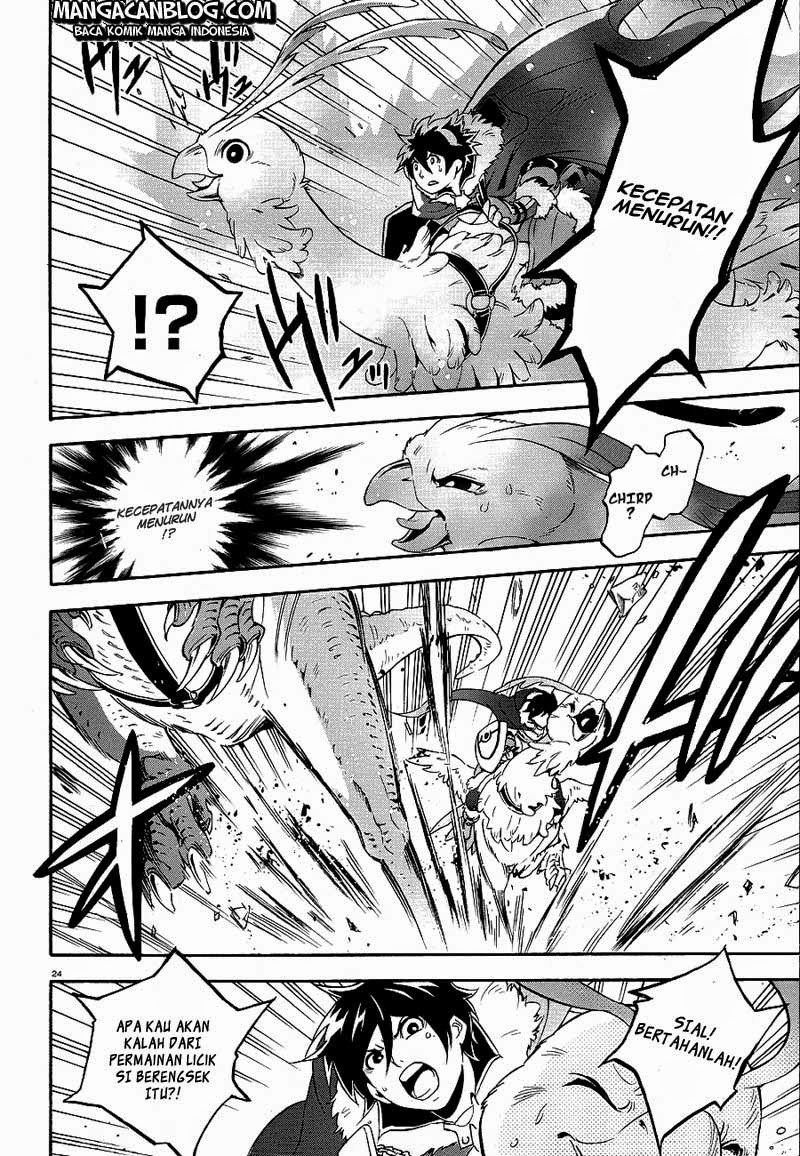 MANGACANBLOG.COM
BACA KOMIK MANGA INDONESIA
KECEPATAN
MENURUN!!
!?
CH-
CHIRP
?
KECEPATANNYA
MENURUN
!?
24
SIAL!
BERTAHANLAH!
APA KAU AKAN
KALAH DARI
PERMAINAN LICIK
SI BERENGSEK
ITU?!